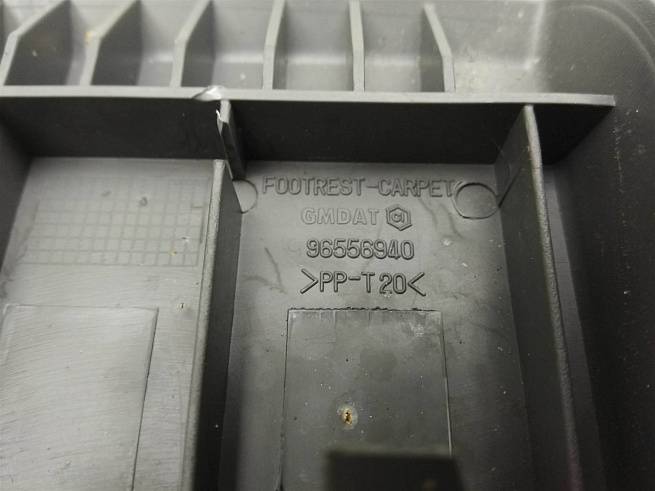 FOOTREST-CARPET
GMDAT
96556940
>PP-T20<